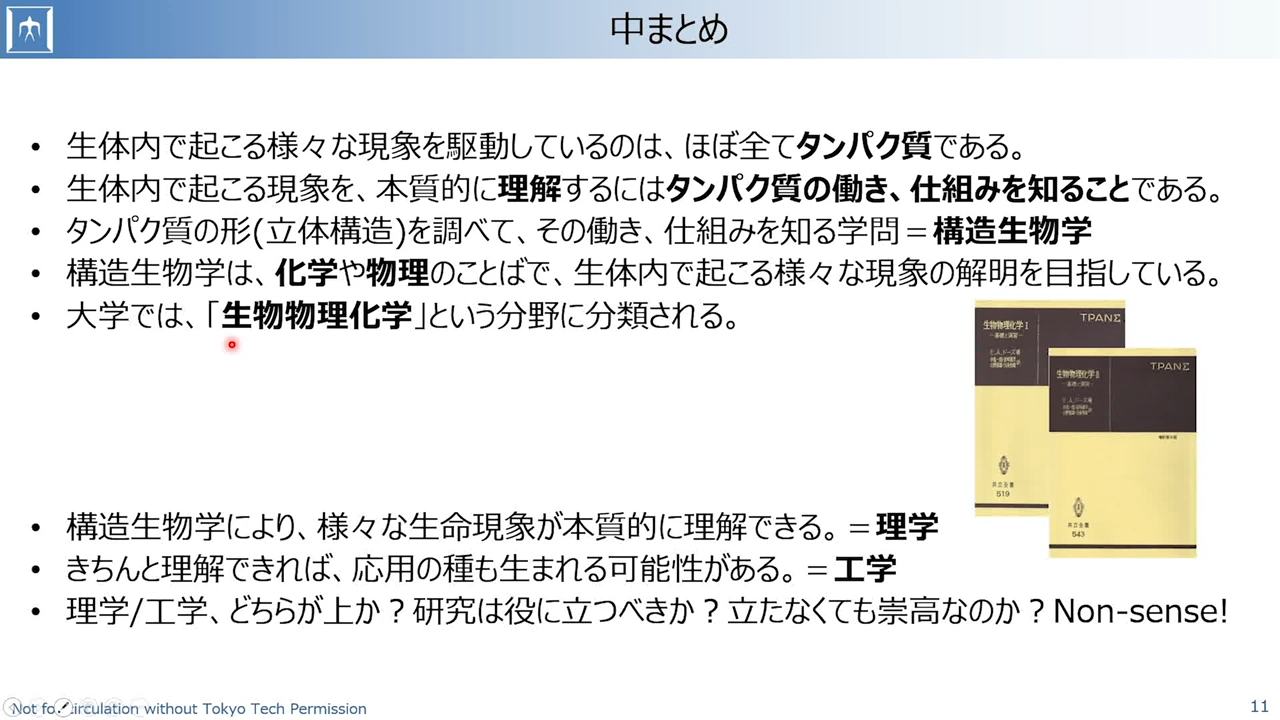 中まとめ
• 生体内で起こる様々な現象を駆動しているのは、ほぼ全てタンパク質である。
• 生体内で起こる現象を、本質的に理解するにはタンパク質の働き、仕組みを知ることである。
• タンパク質の形(立体構造)を調べて、その働き、仕組みを知る学問＝構造生物学
• 構造生物学は、化学や物理のことばで、生体内で起こる様々な現象の解明を目指している。
• 大学では、「生物物理化学」という分野に分類される。
TPANΣ
生物物理化学 I
共立全書
519
TPANΣ
生物物理化学 II
E.A.ドーズ著
共立全書
543
• 構造生物学により、様々な生命現象が本質的に理解できる。＝理学
• きちんと理解できれば、応用の種も生まれる可能性がある。＝工学
• 理学/工学、どちらが上か？研究は役に立つべきか？立たなくても崇高なのか？Non-sense!
Not for Circulation without Tokyo Tech Permission
11